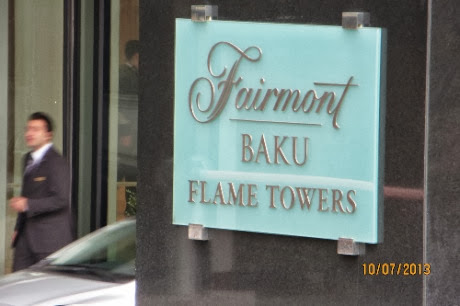 Fairmont
BAKU
FLAME TOWERS
10/07/2013